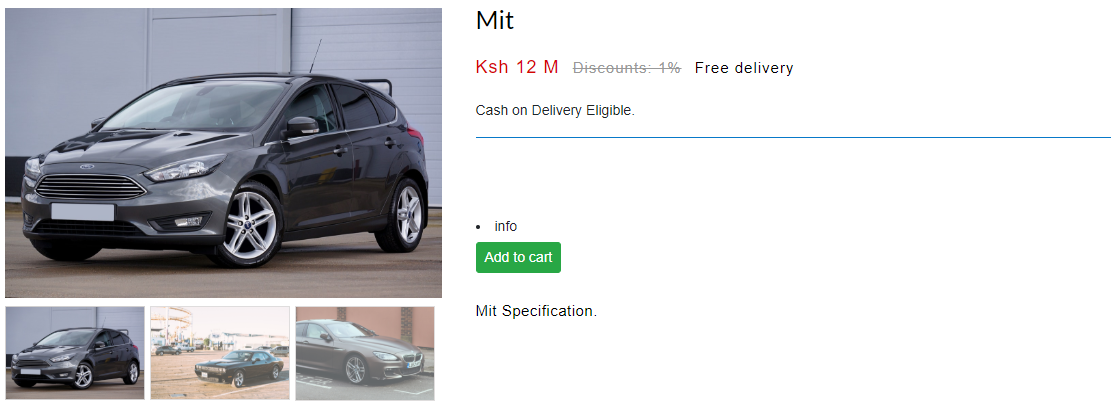 Mit
Ksh 12 M Discounts: 1% Free delivery
Cash on Delivery Eligible.
info
Add to cart
Mit Specification.